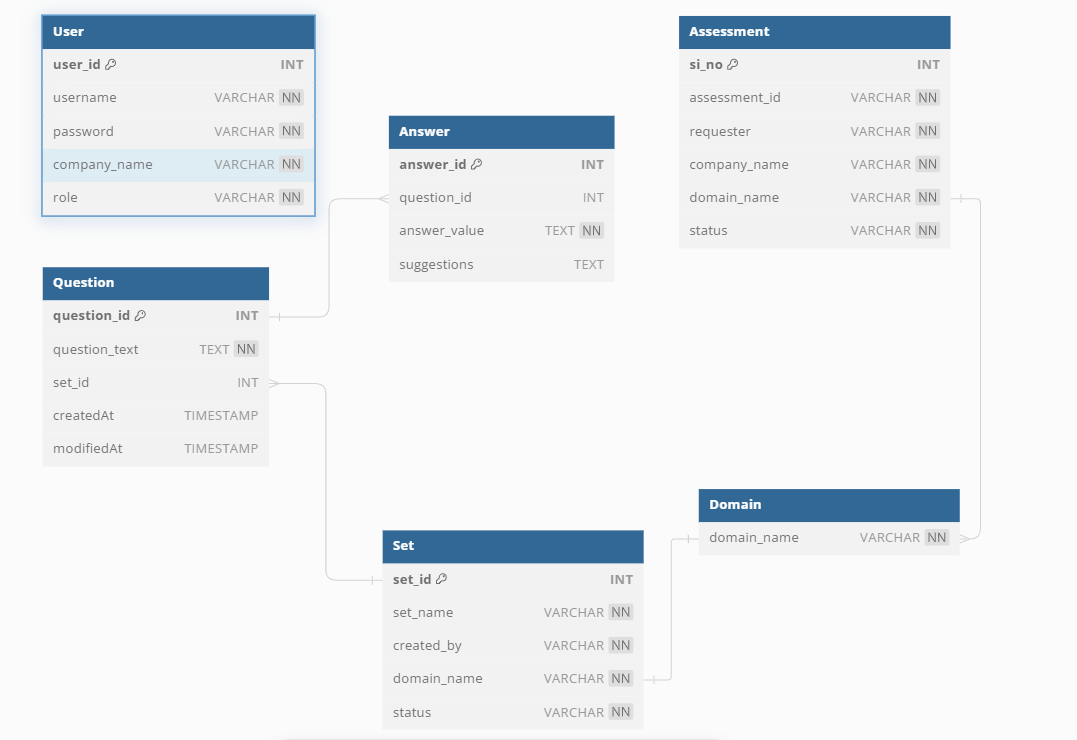 User
user_id INT
username VARCHAR NN
password VARCHAR NN
company_name VARCHAR NN
role VARCHAR NN
Answer
answer_id INT
question_id INT
answer_value TEXT NN
suggestions TEXT
Assessment
si_no INT
assessment_id VARCHAR NN
requester VARCHAR NN
company_name VARCHAR NN
domain_name VARCHAR NN
status VARCHAR NN
Question
question_id INT
question_text TEXT NN
set_id INT
createdAt TIMESTAMP
modifiedAt TIMESTAMP
Set
set_id INT
set_name VARCHAR NN
created_by VARCHAR NN
domain_name VARCHAR NN
status VARCHAR NN
Domain
domain_name VARCHAR NN